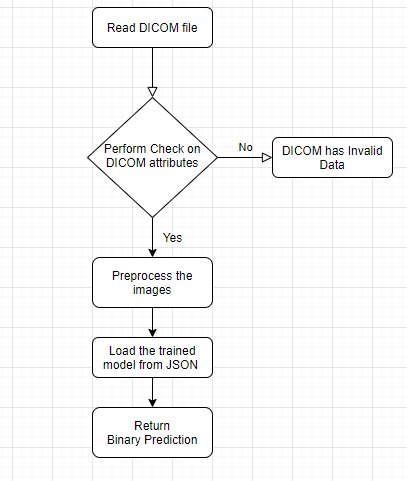 Read DICOM file
Perform Check on
DICOM attributes
No
DICOM has Invalid
Data
Yes
Preprocess the
images
Load the trained
model from JSON
Return
Binary Prediction